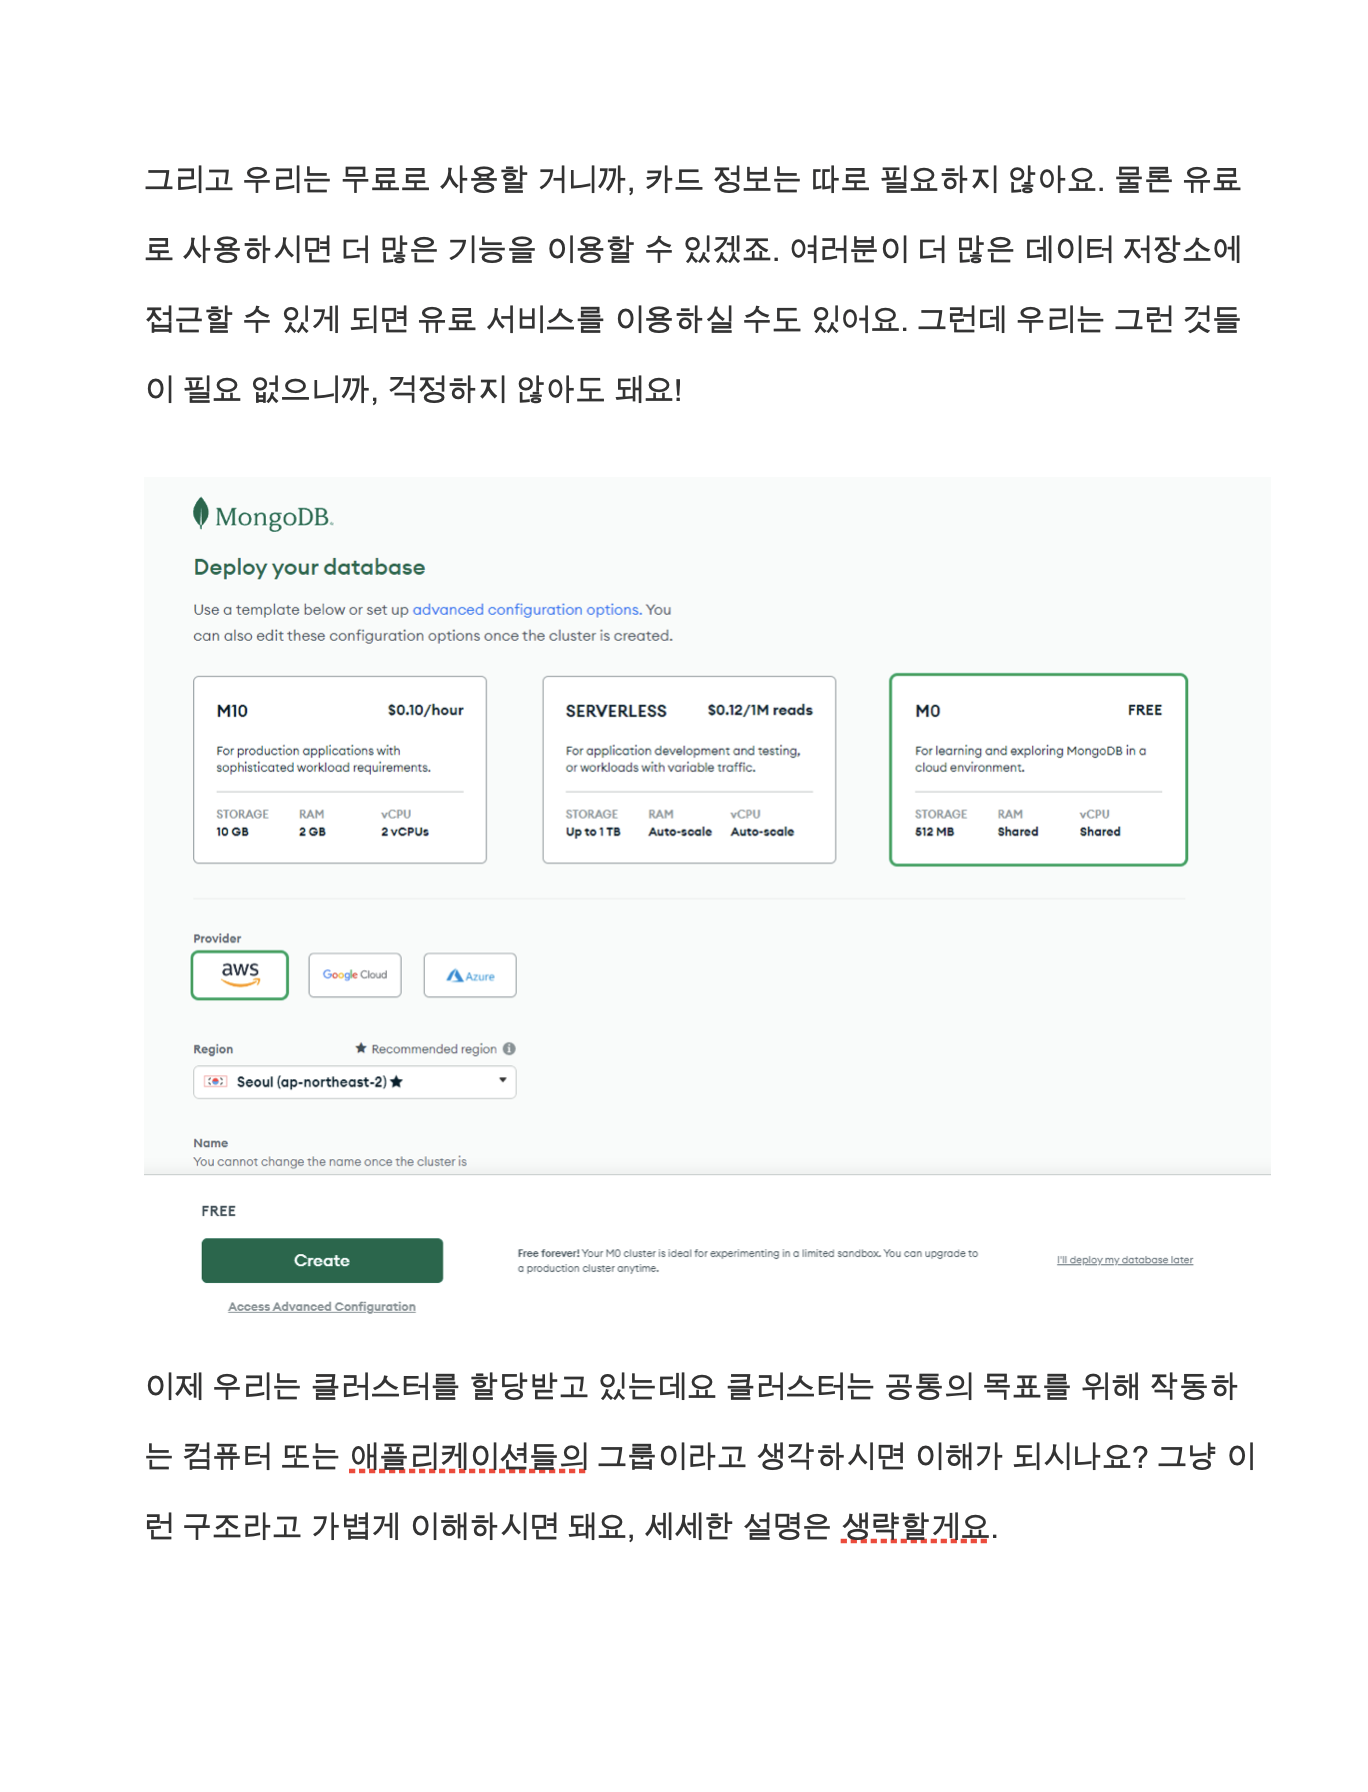 그리고 우리는 무료로 사용할 거니까, 카드 정보는 따로 필요하지 않아요. 물론 유료
로 사용하시면 더 많은 기능을 이용할 수 있겠죠. 여러분이 더 많은 데이터 저장소에
접근할 수 있게 되면 유료 서비스를 이용하실 수도 있어요. 그런데 우리는 그런 것들
이 필요 없으니까, 걱정하지 않아도 돼요!
MongoDB.
Deploy your database
Use a template below or set up advanced configuration options. You
can also edit these configuration options once the cluster is created.
M10 $0.10/hour
For production applications with
sophisticated workload requirements.
STORAGE RAM vCPU
10 GB 2 GB 2 vCPUs
SERVERLESS $0.12/1M reads
For application development and testing,
or workloads with variable traffic.
STORAGE RAM vCPU
Up to 1 TB Auto-scale Auto-scale
M0 FREE
For learning and exploring MongoDB in a
cloud environment.
STORAGE RAM vCPU
512 MB Shared Shared
Provider
aws Google Cloud Azure
Region ★ Recommended region
Seoul (ap-northeast-2) ★
Name
You cannot change the name once the cluster is
FREE
Create
Access Advanced Configuration
Free forever! Your M0 cluster is ideal for experimenting in a limited sandbox. You can upgrade to
a production cluster anytime.
I'll deploy my database later
이제 우리는 클러스터를 할당받고 있는데요 클러스터는 공통의 목표를 위해 작동하
는 컴퓨터 또는 애플리케이션들의 그룹이라고 생각하시면 이해가 되시나요? 그냥 이
런 구조라고 가볍게 이해하시면 돼요, 세세한 설명은 생략할게요.